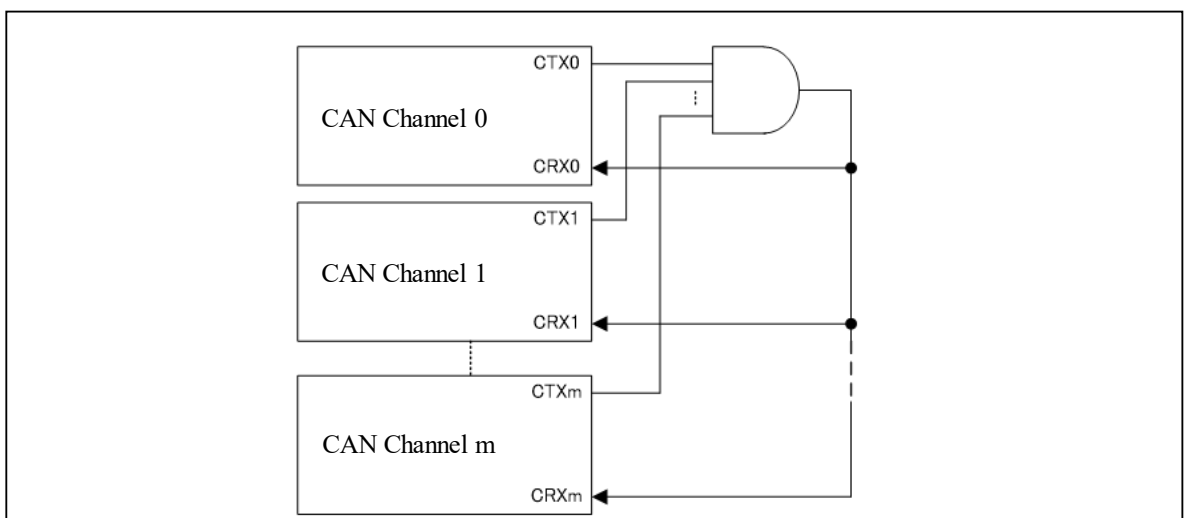 CTX0
CAN Channel 0
CRX0
CTX1
CAN Channel 1
CRX1
CTXm
CAN Channel m
CRXm